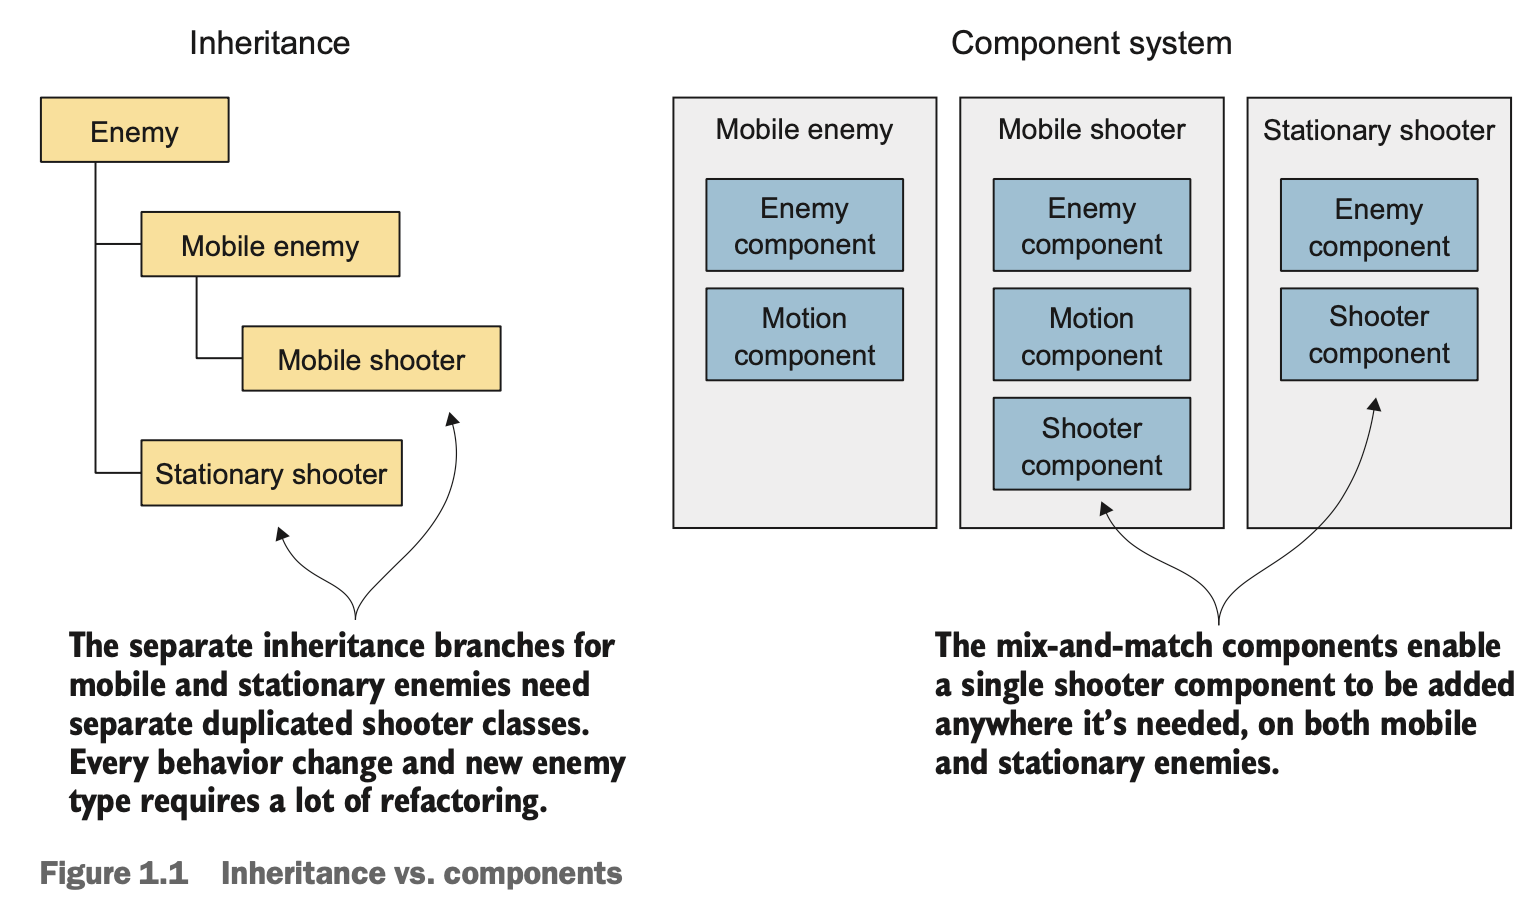 Inheritance
Enemy
Mobile enemy
Mobile shooter
Stationary shooter
The separate inheritance branches for
mobile and stationary enemies need
separate duplicated shooter classes.
Every behavior change and new enemy
type requires a lot of refactoring.
Component system
Mobile enemy
Enemy
component
Motion
component
Mobile shooter
Enemy
component
Motion
component
Shooter
component
Stationary shooter
Enemy
component
Shooter
component
The mix-and-match components enable
a single shooter component to be added
anywhere it’s needed, on both mobile
and stationary enemies.
Figure 1.1 Inheritance vs. components